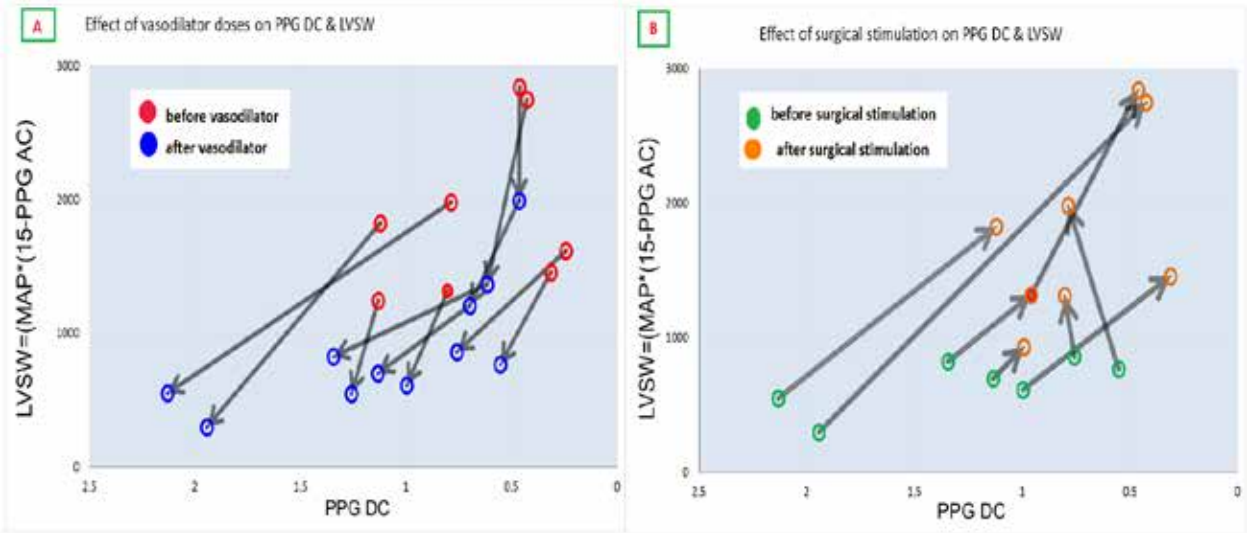 A
Effect of vasodilator doses on PPG DC & LVSW
3000
before vasodilator
after vasodilator
2000
1000
0
LVSW=(MAP*(15-PPG AC)
2.5
2
1.5
1
0.5
0
PPG DC
B
Effect of surgical stimulation on PPG DC & LVSW
3000
before surgical stimulation
after surgical stimulation
2000
1000
0
LVSW=(MAP*(15-PPG AC)
2.5
2
1.5
1
0.5
0
PPG DC